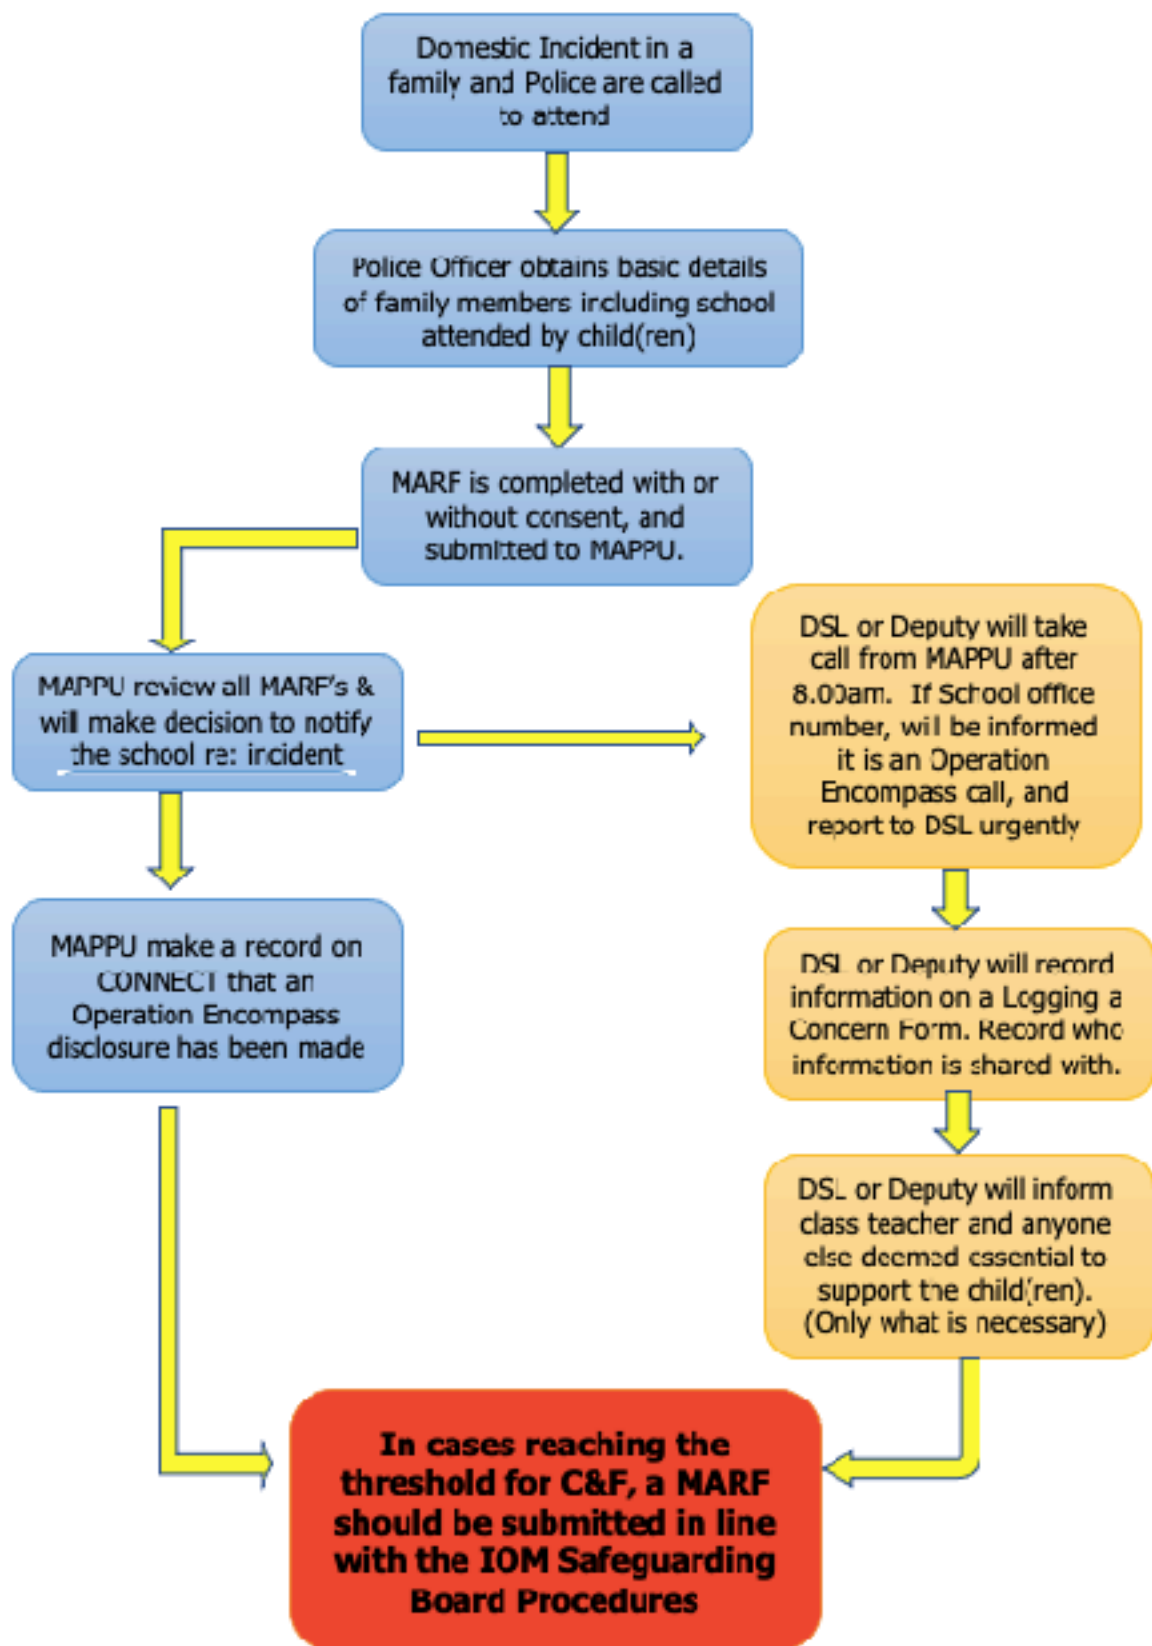 Domestic Incident in a
family and Police are called
to attend
Police Officer obtains basic details
of family members including school
attended by child(ren)
MARF is completed with or
without consent, and
submitted to MAPPU.
MAPPU review all MARF's &
will make decision to notify
the school re: incident
DSL or Deputy will take
call from MAPPU after
8.00am. If School office
number, will be informed
it is an Operation
Encompass call, and
report to DSL urgently
MAPPU make a record on
CONNECT that an
Operation Encompass
disclosure has been made
DSL or Deputy will record
information on a Logging a
Concern Form. Record who
information is shared with.
DSL or Deputy will inform
class teacher and anyone
else deemed essential to
support the child(ren).
(Only what is necessary)
In cases reaching the
threshold for C&F, a MARF
should be submitted in line
with the IOM Safeguarding
Board Procedures